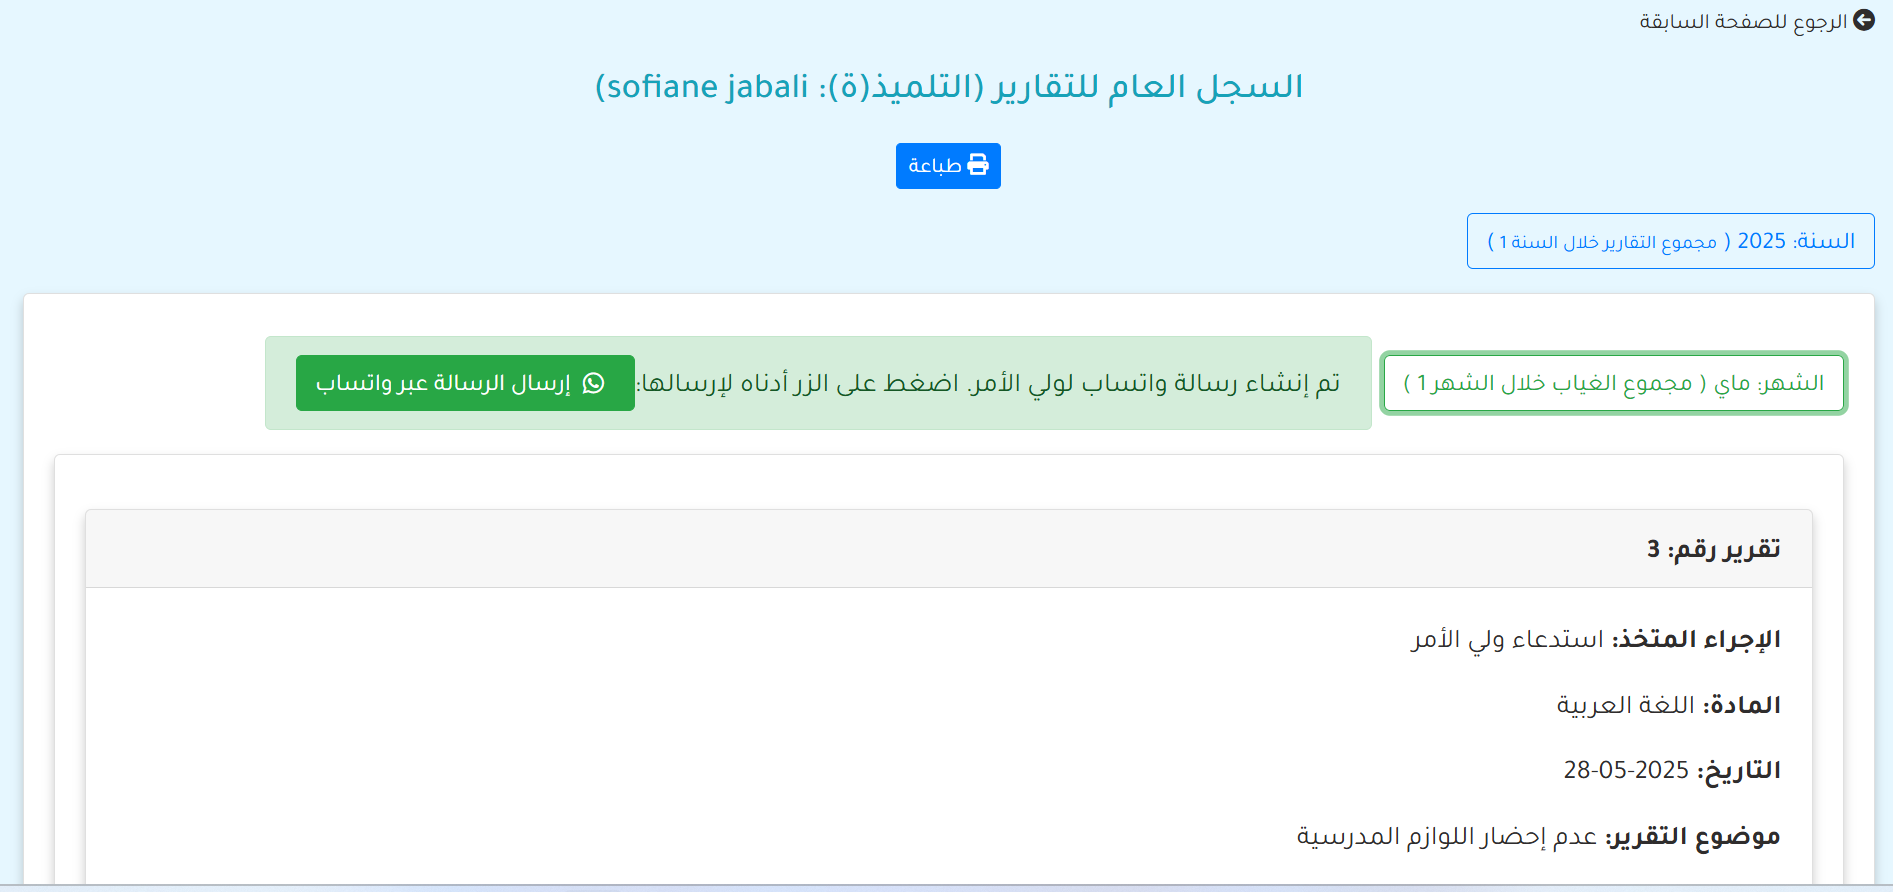 الرجوع للصفحة السابقة
السجل العام للتقارير (التلميذ(ة): sofiane jabali)
طباعة
السنة: 2025 ( مجموع التقارير خلال السنة 1 )
الشهر: ماي ( مجموع الغياب خلال الشهر 1 )
تم إنشاء رسالة واتساب لولي الأمر. اضغط على الزر أدناه لإرسالها: إرسال الرسالة عبر واتساب
تقرير رقم: 3
الإجراء المتخذ: استدعاء ولي الأمر
المادة: اللغة العربية
التاريخ: 2025-05-28
موضوع التقرير: عدم إحضار اللوازم المدرسية